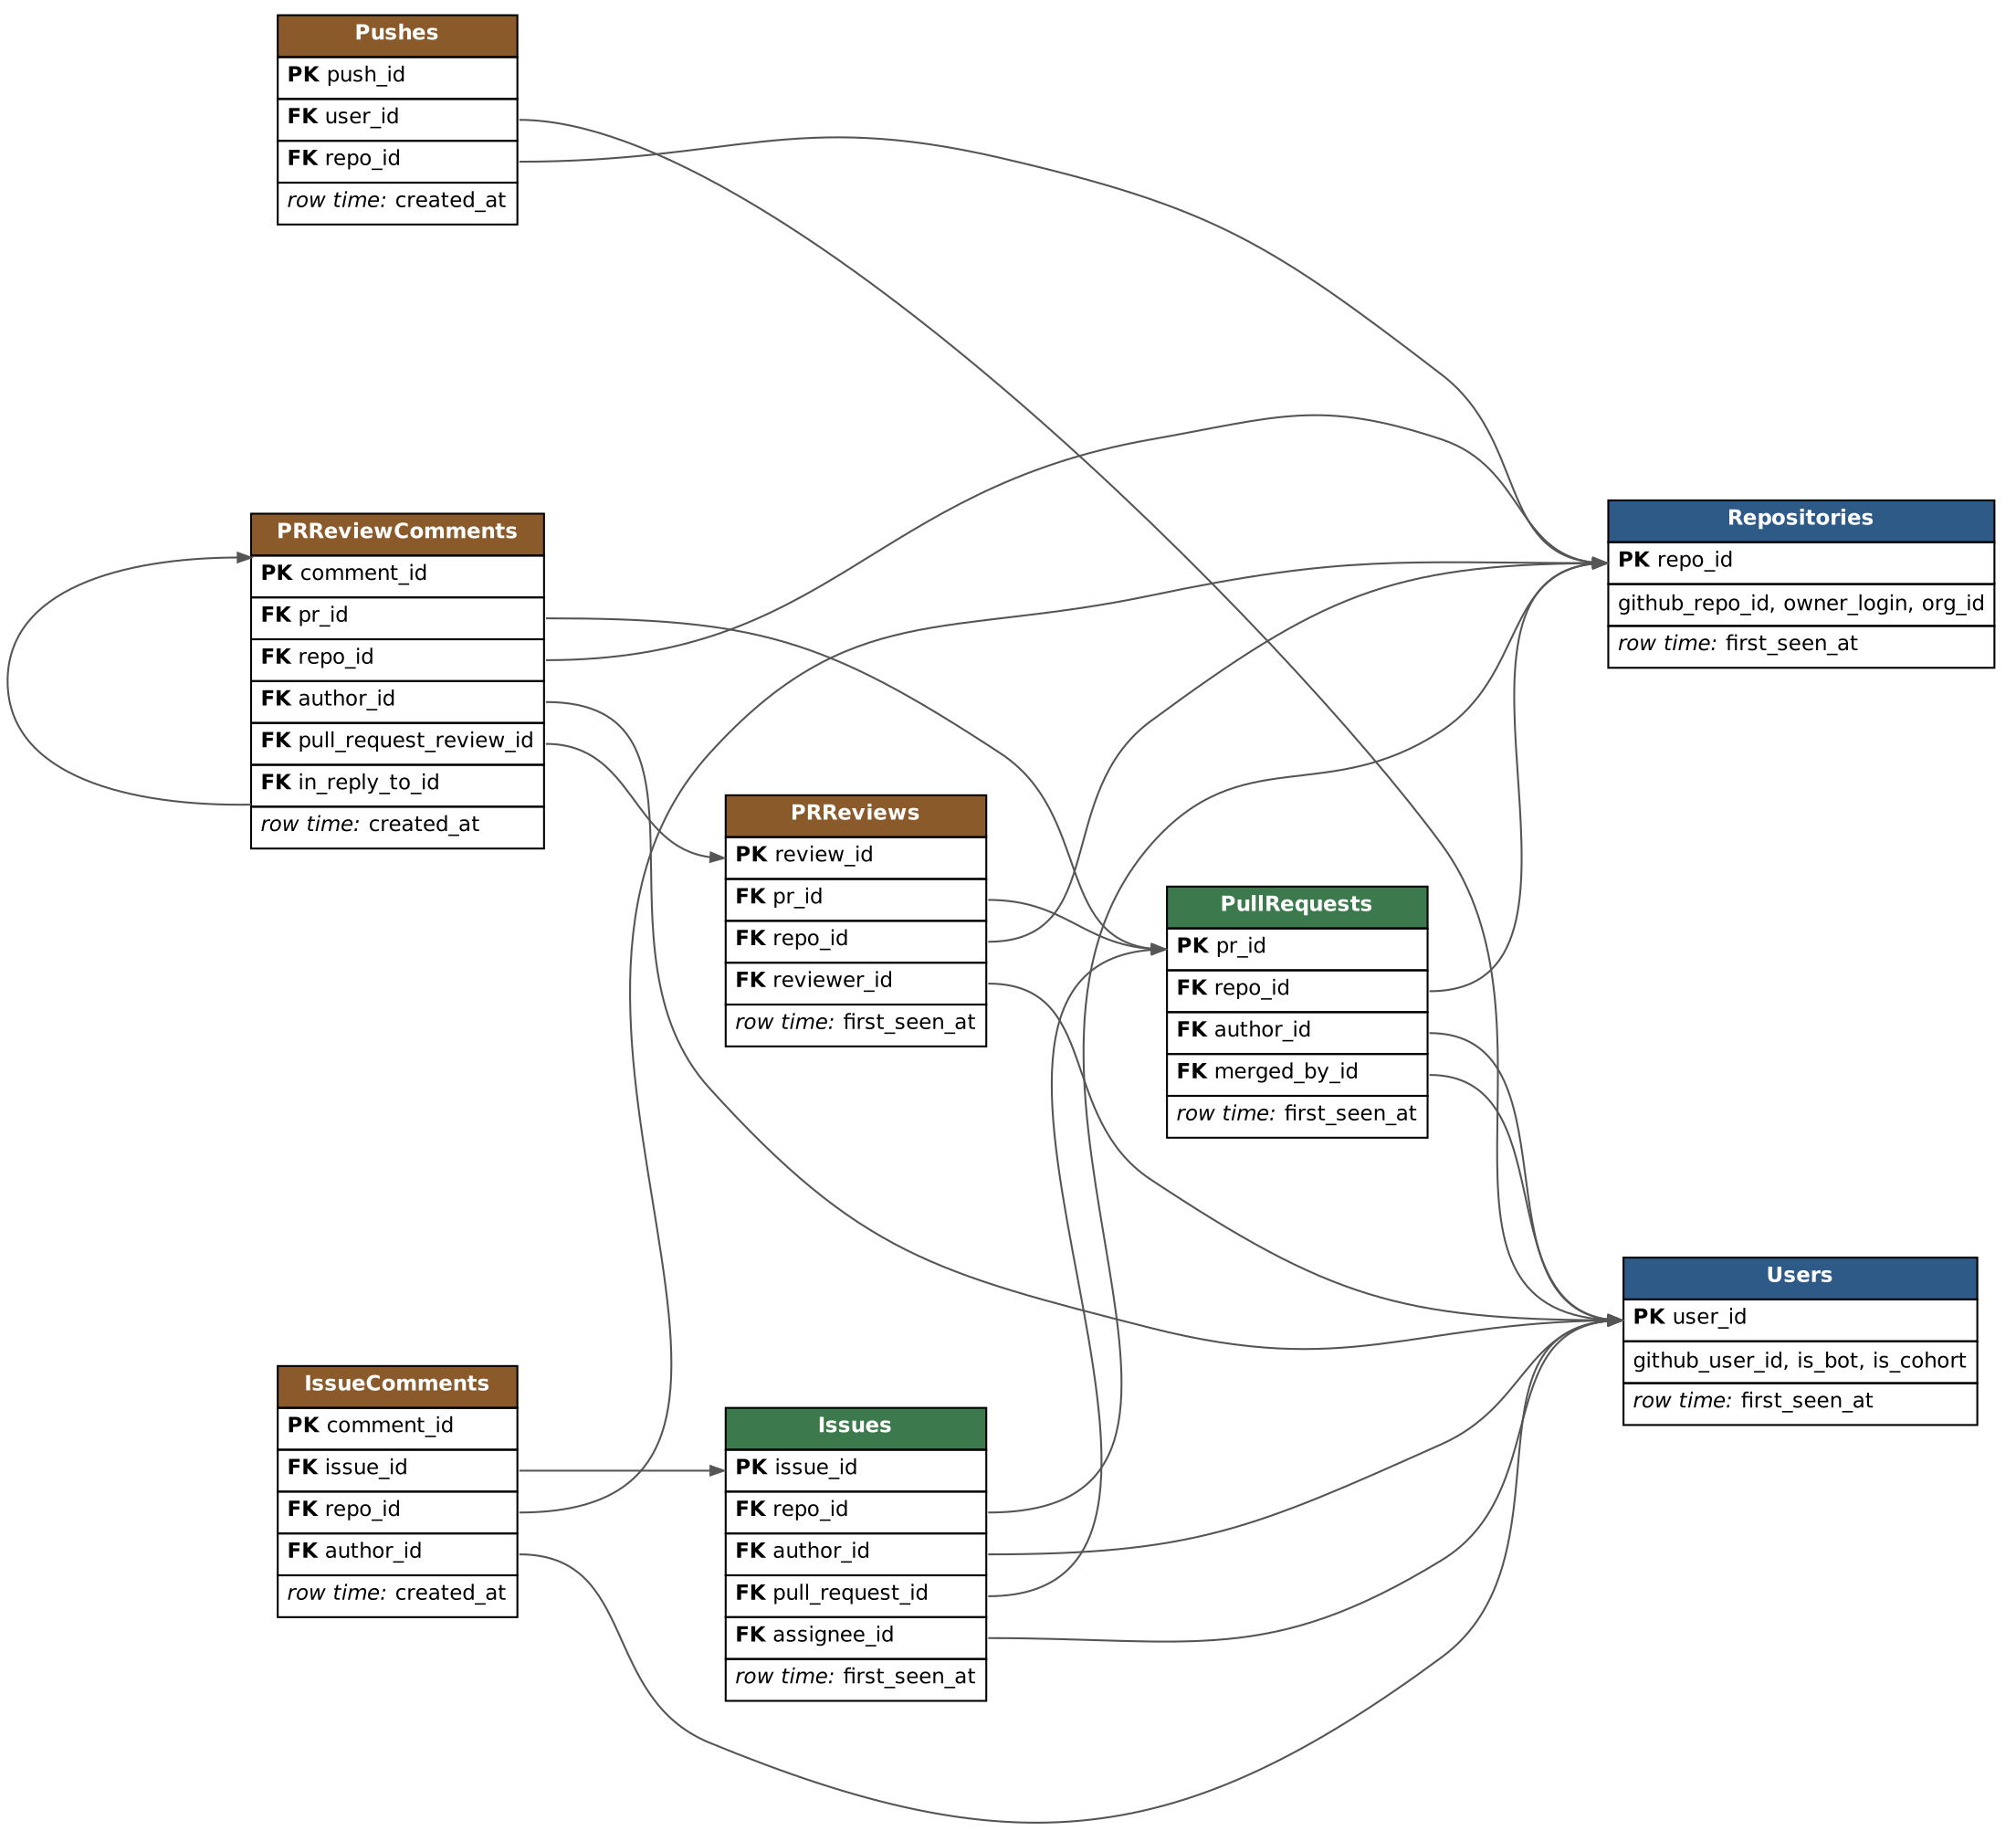 Pushes
PK push_id
FK user_id
FK repo_id
row time: created_at
PRReviewComments
PK comment_id
FK pr_id
FK repo_id
FK author_id
FK pull_request_review_id
FK in_reply_to_id
row time: created_at
Repositories
PK repo_id
github_repo_id, owner_login, org_id
row time: first_seen_at
PRReviews
PK review_id
FK pr_id
FK repo_id
FK reviewer_id
row time: first_seen_at
PullRequests
PK pr_id
FK repo_id
FK author_id
FK merged_by_id
row time: first_seen_at
Users
PK user_id
github_user_id, is_bot, is_cohort
row time: first_seen_at
IssueComments
PK comment_id
FK issue_id
FK repo_id
FK author_id
row time: created_at
Issues
PK issue_id
FK repo_id
FK author_id
FK pull_request_id
FK assignee_id
row time: first_seen_at